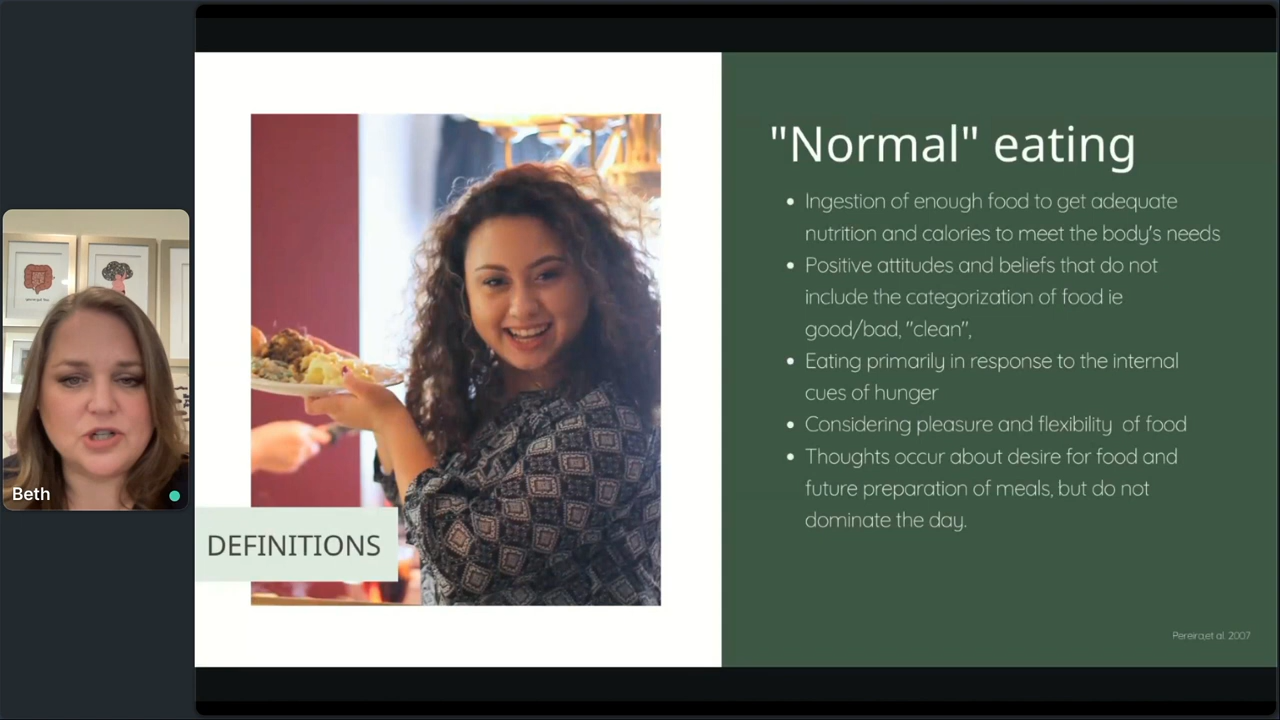 "Normal" eating
• Ingestion of enough food to get adequate
nutrition and calories to meet the body's needs
• Positive attitudes and beliefs that do not
include the categorization of food ie
good/bad, "clean",
• Eating primarily in response to the internal
cues of hunger
• Considering pleasure and flexibility of food
• Thoughts occur about desire for food and
future preparation of meals, but do not
dominate the day.
DEFINITIONS
Pereira,et al. 2007
Beth